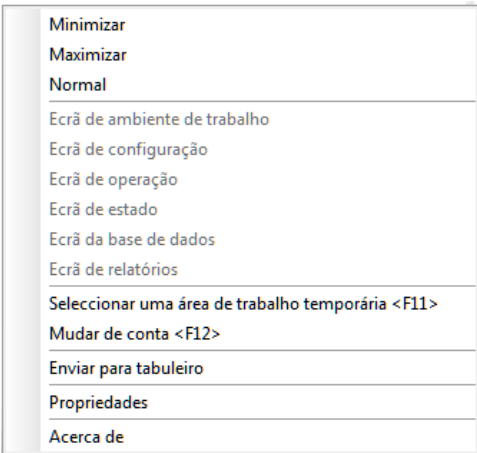 Minimizar
Maximizar
Normal
Ecrã de ambiente de trabalho
Ecrã de configuração
Ecrã de operação
Ecrã de estado
Ecrã da base de dados
Ecrã de relatórios
Seleccionar uma área de trabalho temporária <F11>
Mudar de conta <F12>
Enviar para tabuleiro
Propriedades
Acerca de